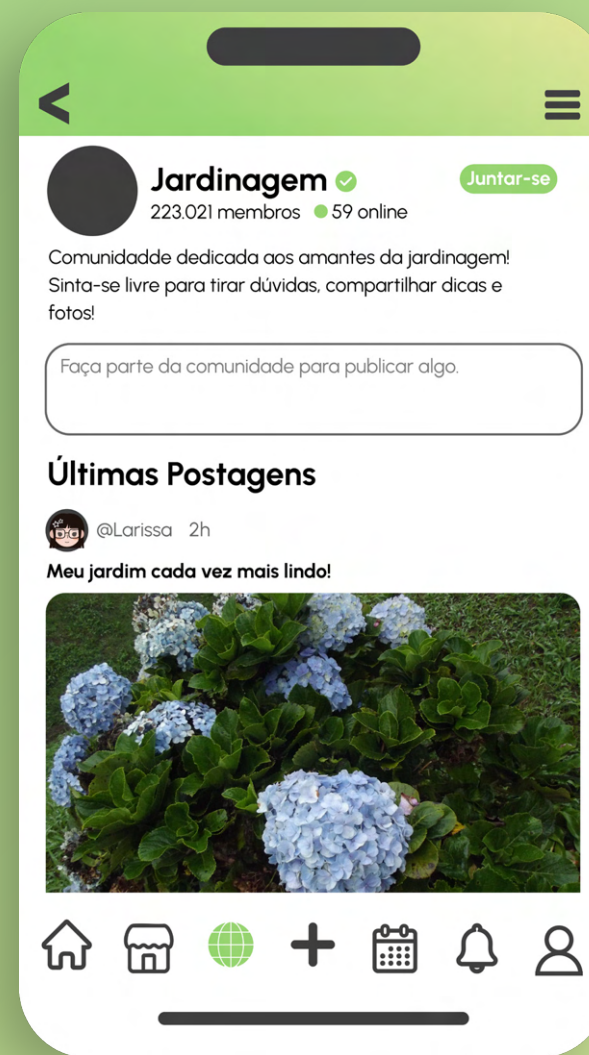 Jardinagem
Juntar-se
223.021 membros 59 online
Comunidadde dedicada aos amantes da jardinagem!
Sinta-se livre para tirar dúvidas, compartilhar dicas e
fotos!
Faça parte da comunidade para publicar algo.
Últimas Postagens
@Larissa 2h
Meu jardim cada vez mais lindo!